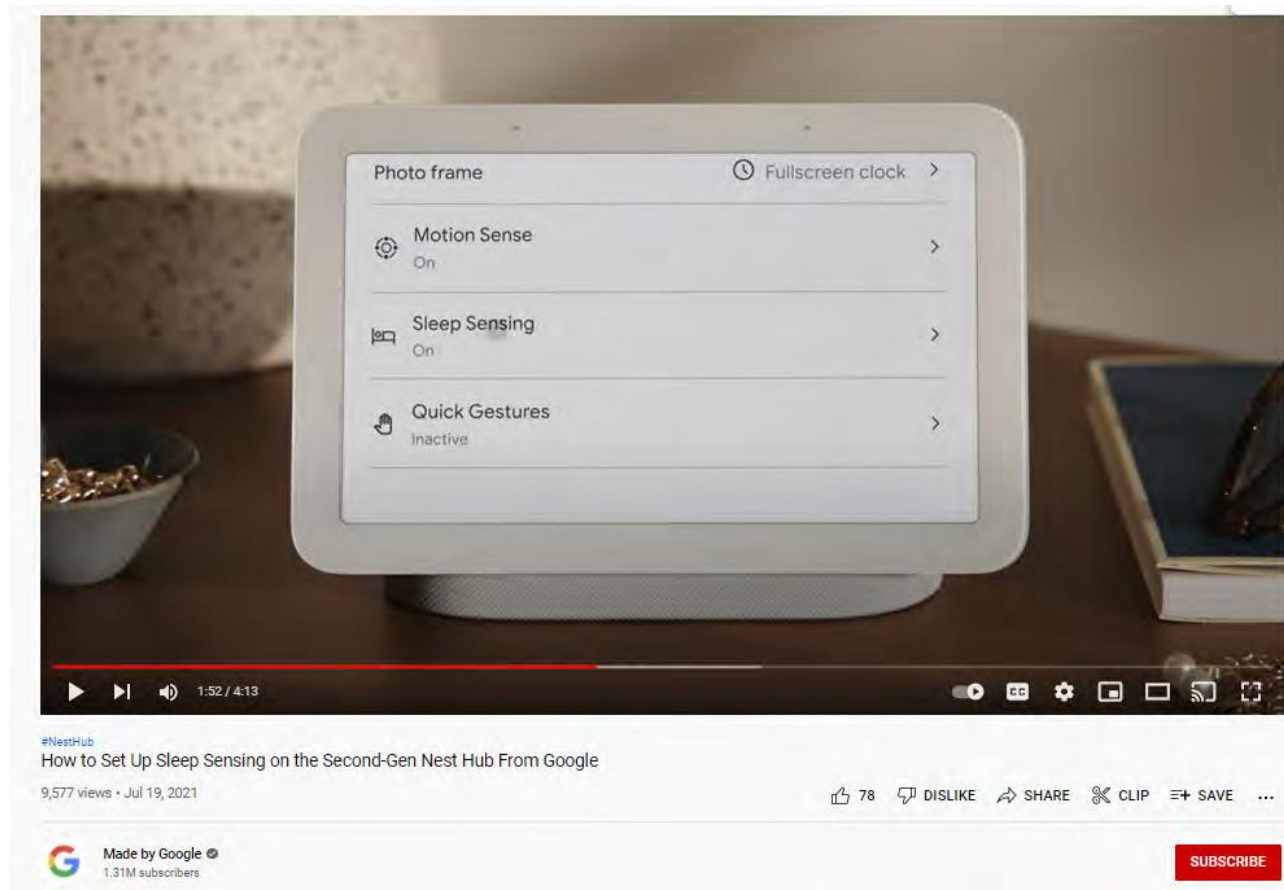 Photo frame
Fullscreen clock
Motion Sense
On
Sleep Sensing
On
Quick Gestures
Inactive
1:52 / 4:13
CC
#NestHub
How to Set Up Sleep Sensing on the Second-Gen Nest Hub From Google
9,577 views • Jul 19, 2021
78 DISLIKE SHARE CLIP SAVE ...
Made by Google
1.31M subscribers
SUBSCRIBE